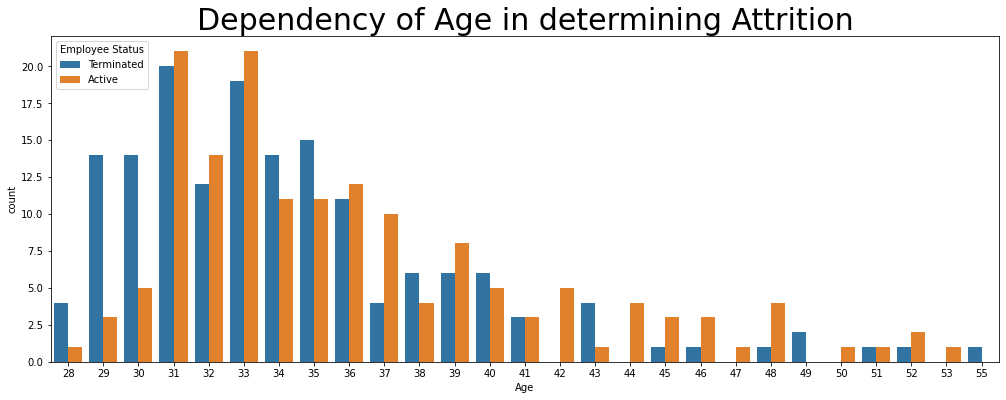 Dependency of Age in determining Attrition
Employee Status
Terminated
Active
20.0
17.5
15.0
12.5
10.0
7.5
5.0
2.5
0.0
count
28 29 30 31 32 33 34 35 36 37 38 39 40 41 42 43 44 45 46 47 48 49 50 51 52 53 55
Age